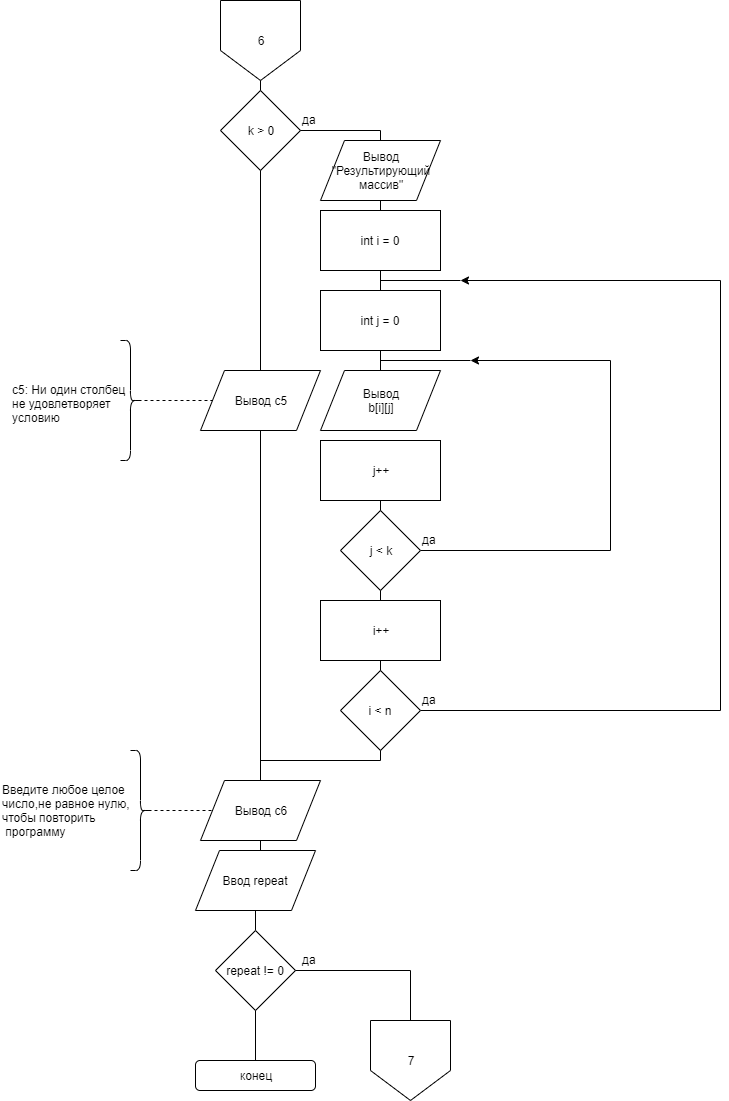 6
k > 0
да
Вывод
"Результирующий
массив"
int i = 0
int j = 0
c5: Ни один столбец
не удовлетворяет
условию
Вывод c5
Вывод
b[i][j]
j++
j < k
да
i++
i < n
да
Введите любое целое
число,не равное нулю,
чтобы повторить
программу
Вывод c6
Ввод repeat
repeat != 0
да
7
конец